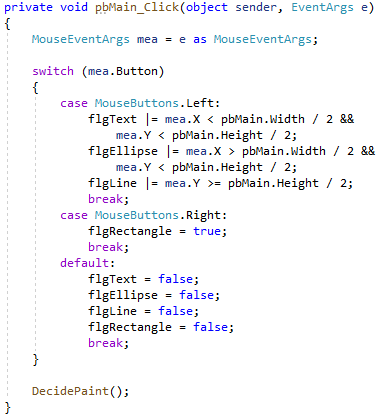 private void pbMain_Click(object sender, EventArgs e)
{
    MouseEventArgs mea = e as MouseEventArgs;

    switch (mea.Button)
    {
        case MouseButtons.Left:
            flgText |= mea.X < pbMain.Width / 2 &&
                mea.Y < pbMain.Height / 2;
            flgEllipse |= mea.X > pbMain.Width / 2 &&
                mea.Y < pbMain.Height / 2;
            flgLine |= mea.Y >= pbMain.Height / 2;
            break;
        case MouseButtons.Right:
            flgRectangle = true;
            break;
        default:
            flgText = false;
            flgEllipse = false;
            flgLine = false;
            flgRectangle = false;
            break;
    }

    DecidePaint();
}